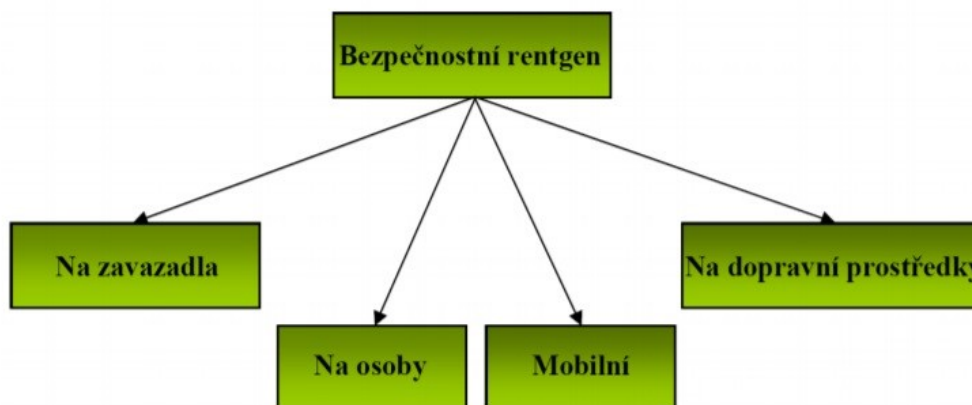 Bezpečnostní rentgen
Na zavazadla
Na dopravní prostředky
Na osoby
Mobilní